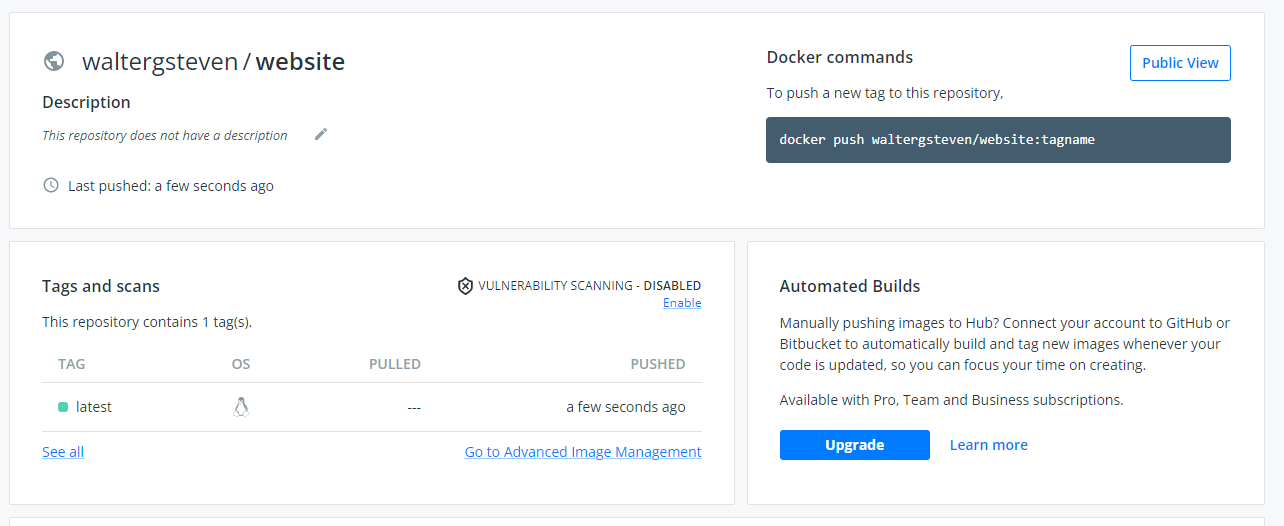 waltergsteven / website
Description
This repository does not have a description
Last pushed: a few seconds ago
Docker commands
Public View
To push a new tag to this repository,
docker push waltergsteven/website:tagname
Tags and scans
VULNERABILITY SCANNING - DISABLED
Enable
This repository contains 1 tag(s).
TAG OS PULLED PUSHED
latest --- a few seconds ago
See all Go to Advanced Image Management
Automated Builds
Manually pushing images to Hub? Connect your account to GitHub or
Bitbucket to automatically build and tag new images whenever your
code is updated, so you can focus your time on creating.
Available with Pro, Team and Business subscriptions.
Upgrade Learn more